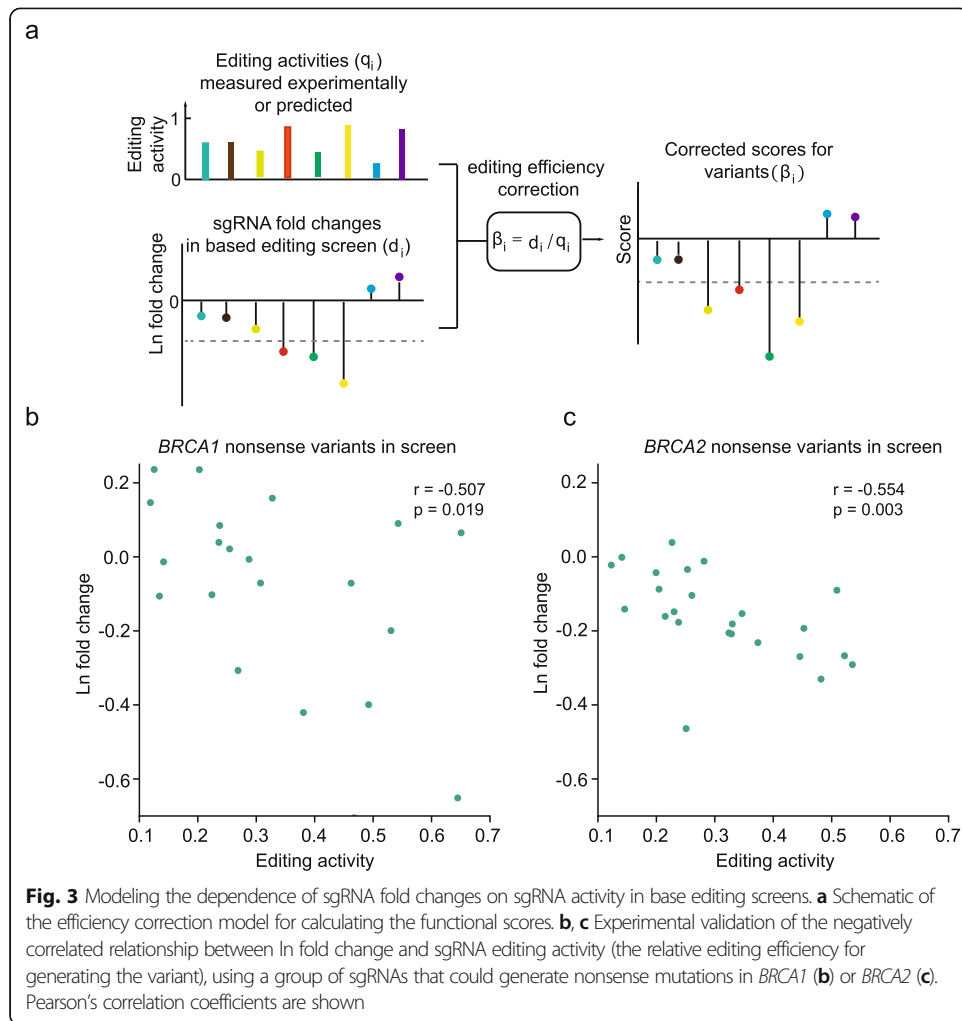 a
Editing activities (qi)
measured experimentally
or predicted
Editing
activity
1
0
sgRNA fold changes
in based editing screen (di)
Ln fold change
0
editing efficiency
correction
βi = di/qi
Corrected scores for
variants(βi)
Score
b
BRCA1 nonsense variants in screen
r = -0.507
p = 0.019
Ln fold change
0.2
0.0
-0.2
-0.4
-0.6
0.1 0.2 0.3 0.4 0.5 0.6 0.7
Editing activity
c
BRCA2 nonsense variants in screen
r = -0.554
p = 0.003
Ln fold change
0.2
0.0
-0.2
-0.4
-0.6
0.1 0.2 0.3 0.4 0.5 0.6 0.7
Editing activity
Fig. 3 Modeling the dependence of sgRNA fold changes on sgRNA activity in base editing screens. a Schematic of
the efficiency correction model for calculating the functional scores. b, c Experimental validation of the negatively
correlated relationship between ln fold change and sgRNA editing activity (the relative editing efficiency for
generating the variant), using a group of sgRNAs that could generate nonsense mutations in BRCA1 (b) or BRCA2 (c).
Pearson's correlation coefficients are shown